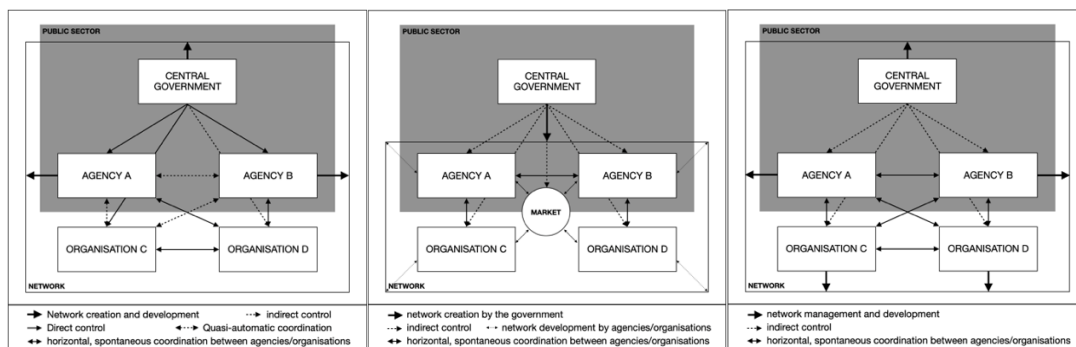 PUBLIC SECTOR
CENTRAL
GOVERNMENT
AGENCY A
AGENCY B
ORGANISATION C
ORGANISATION D
NETWORK
Network creation and development
indirect control
Direct control
Quasi-automatic coordination
horizontal, spontaneous coordination between agencies/organisations
PUBLIC SECTOR
CENTRAL
GOVERNMENT
AGENCY A
AGENCY B
MARKET
ORGANISATION C
ORGANISATION D
NETWORK
network creation by the government
indirect control
network development by agencies/organisations
horizontal, spontaneous coordination between agencies/organisations
PUBLIC SECTOR
CENTRAL
GOVERNMENT
AGENCY A
AGENCY B
ORGANISATION C
ORGANISATION D
NETWORK
network management and development
indirect control
horizontal, spontaneous coordination between agencies/organisations